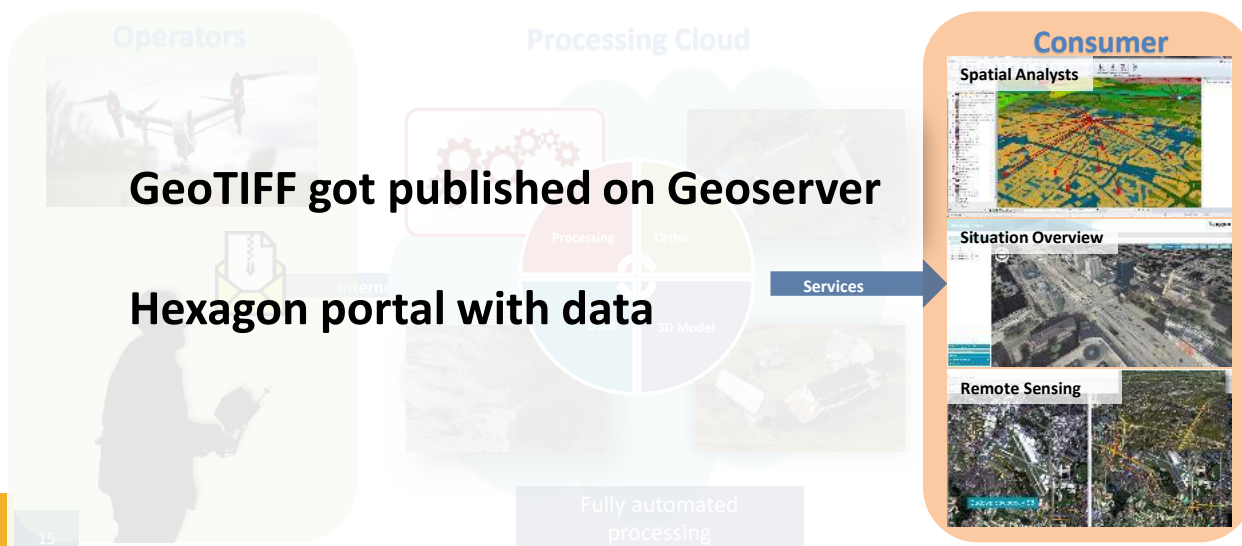 Operators
Processing Cloud
Consumer
Spatial Analysts
GeoTIFF got published on Geoserver
Processing
Ortho
Situation Overview
Services
Hexagon portal with data
3D Model
Remote Sensing
Fully automated
processing
15